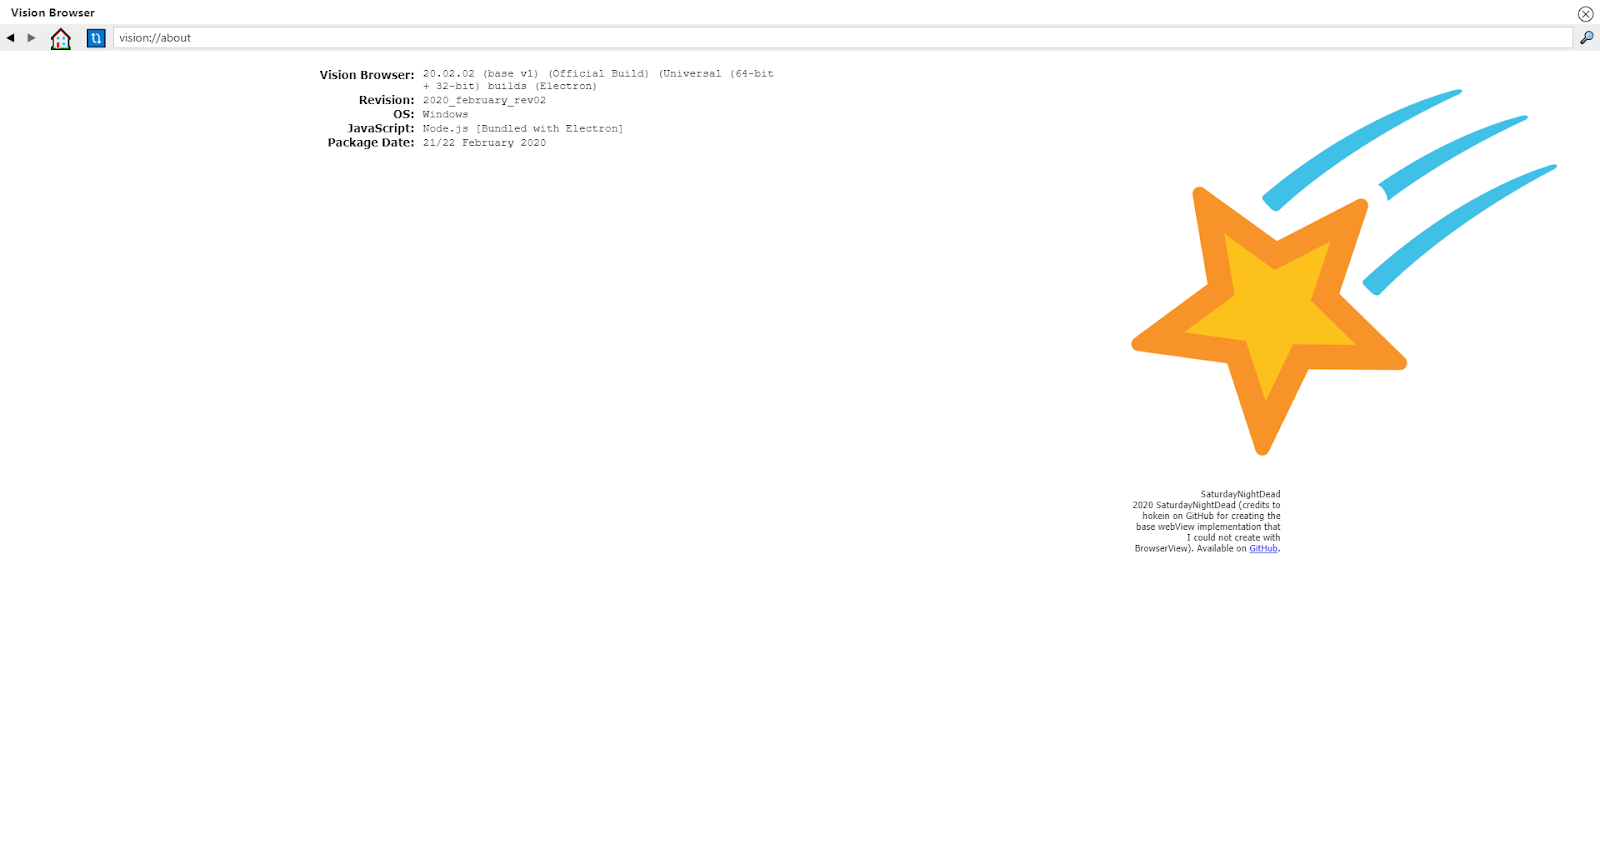 Vision Browser
vision://about
Vision Browser: 20.02.02 (base v1) (Official Build) (Universal (64-bit
+ 32-bit) builds (Electron)
Revision: 2020_february_rev02
OS: Windows
JavaScript: Node.js [Bundled with Electron]
Package Date: 21/22 February 2020
SaturdayNightDead
2020 SaturdayNightDead (credits to
hokein on GitHub for creating the
base webView implementation that
I could not create with
BrowserView). Available on GitHub.